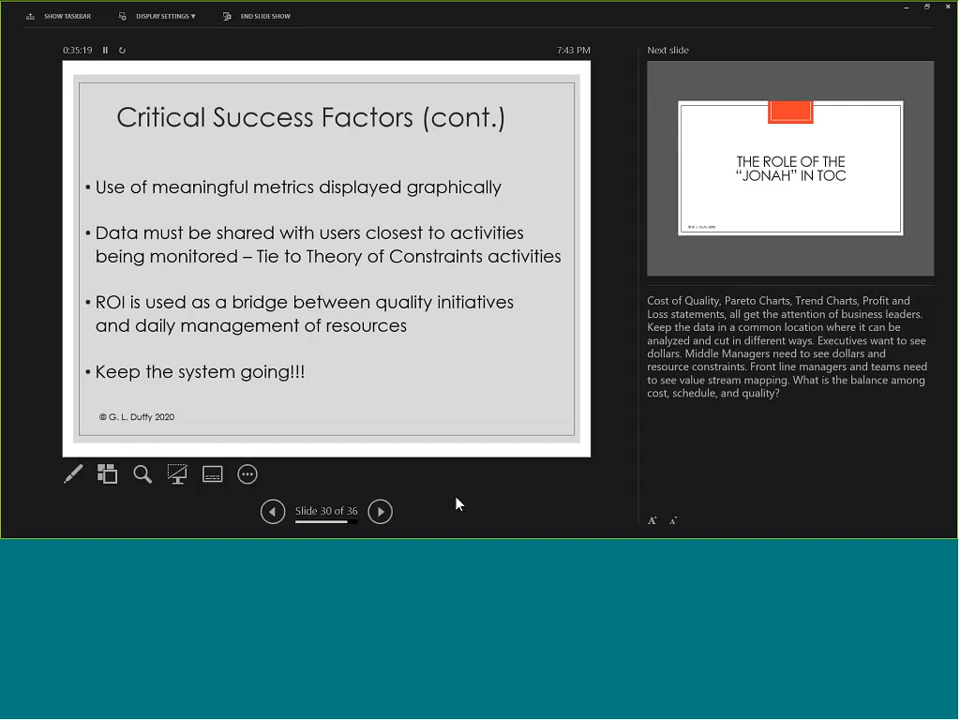 SHOW TASKBAR
DISPLAY SETTINGS ▼
END SLIDE SHOW
0:35:19
7:43 PM
Critical Success Factors (cont.)
• Use of meaningful metrics displayed graphically
• Data must be shared with users closest to activities
being monitored – Tie to Theory of Constraints activities
• ROI is used as a bridge between quality initiatives
and daily management of resources
• Keep the system going!!!
© G. L. Duffy 2020
Slide 30 of 36
Next slide
THE ROLE OF THE
“JONAH” IN TOC
© G. L. Duffy 2020
Cost of Quality, Pareto Charts, Trend Charts, Profit and
Loss statements, all get the attention of business leaders.
Keep the data in a common location where it can be
analyzed and cut in different ways. Executives want to see
dollars. Middle Managers need to see dollars and
resource constraints. Front line managers and teams need
to see value stream mapping. What is the balance among
cost, schedule, and quality?
A A